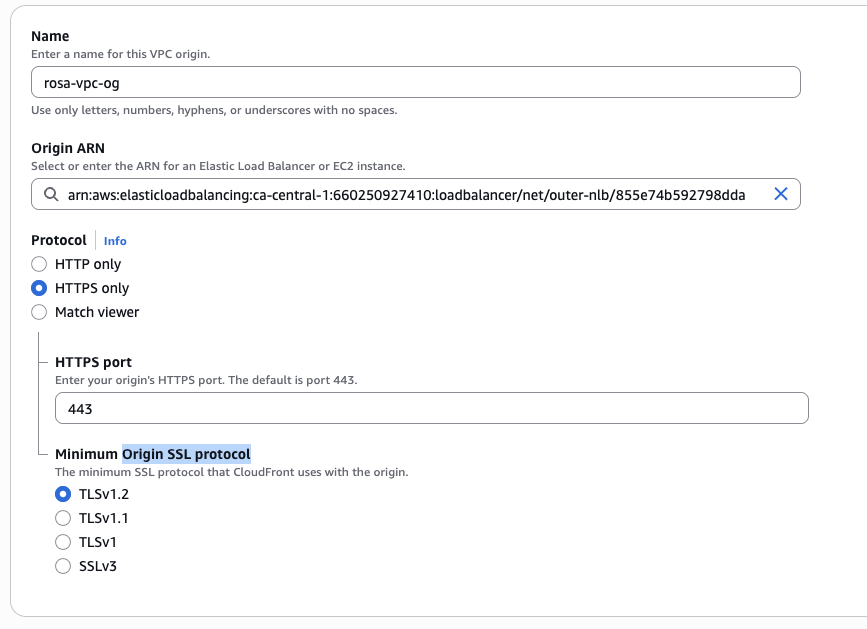 Name
Enter a name for this VPC origin.
rosa-vpc-og
Use only letters, numbers, hyphens, or underscores with no spaces.
Origin ARN
Select or enter the ARN for an Elastic Load Balancer or EC2 instance.
arn:aws:elasticloadbalancing:ca-central-1:660250927410:loadbalancer/net/outer-nlb/855e74b592798dda
Protocol Info
HTTP only
HTTPS only
Match viewer
HTTPS port
Enter your origin's HTTPS port. The default is port 443.
443
Minimum Origin SSL protocol
The minimum SSL protocol that CloudFront uses with the origin.
TLSv1.2
TLSv1.1
TLSv1
SSLv3